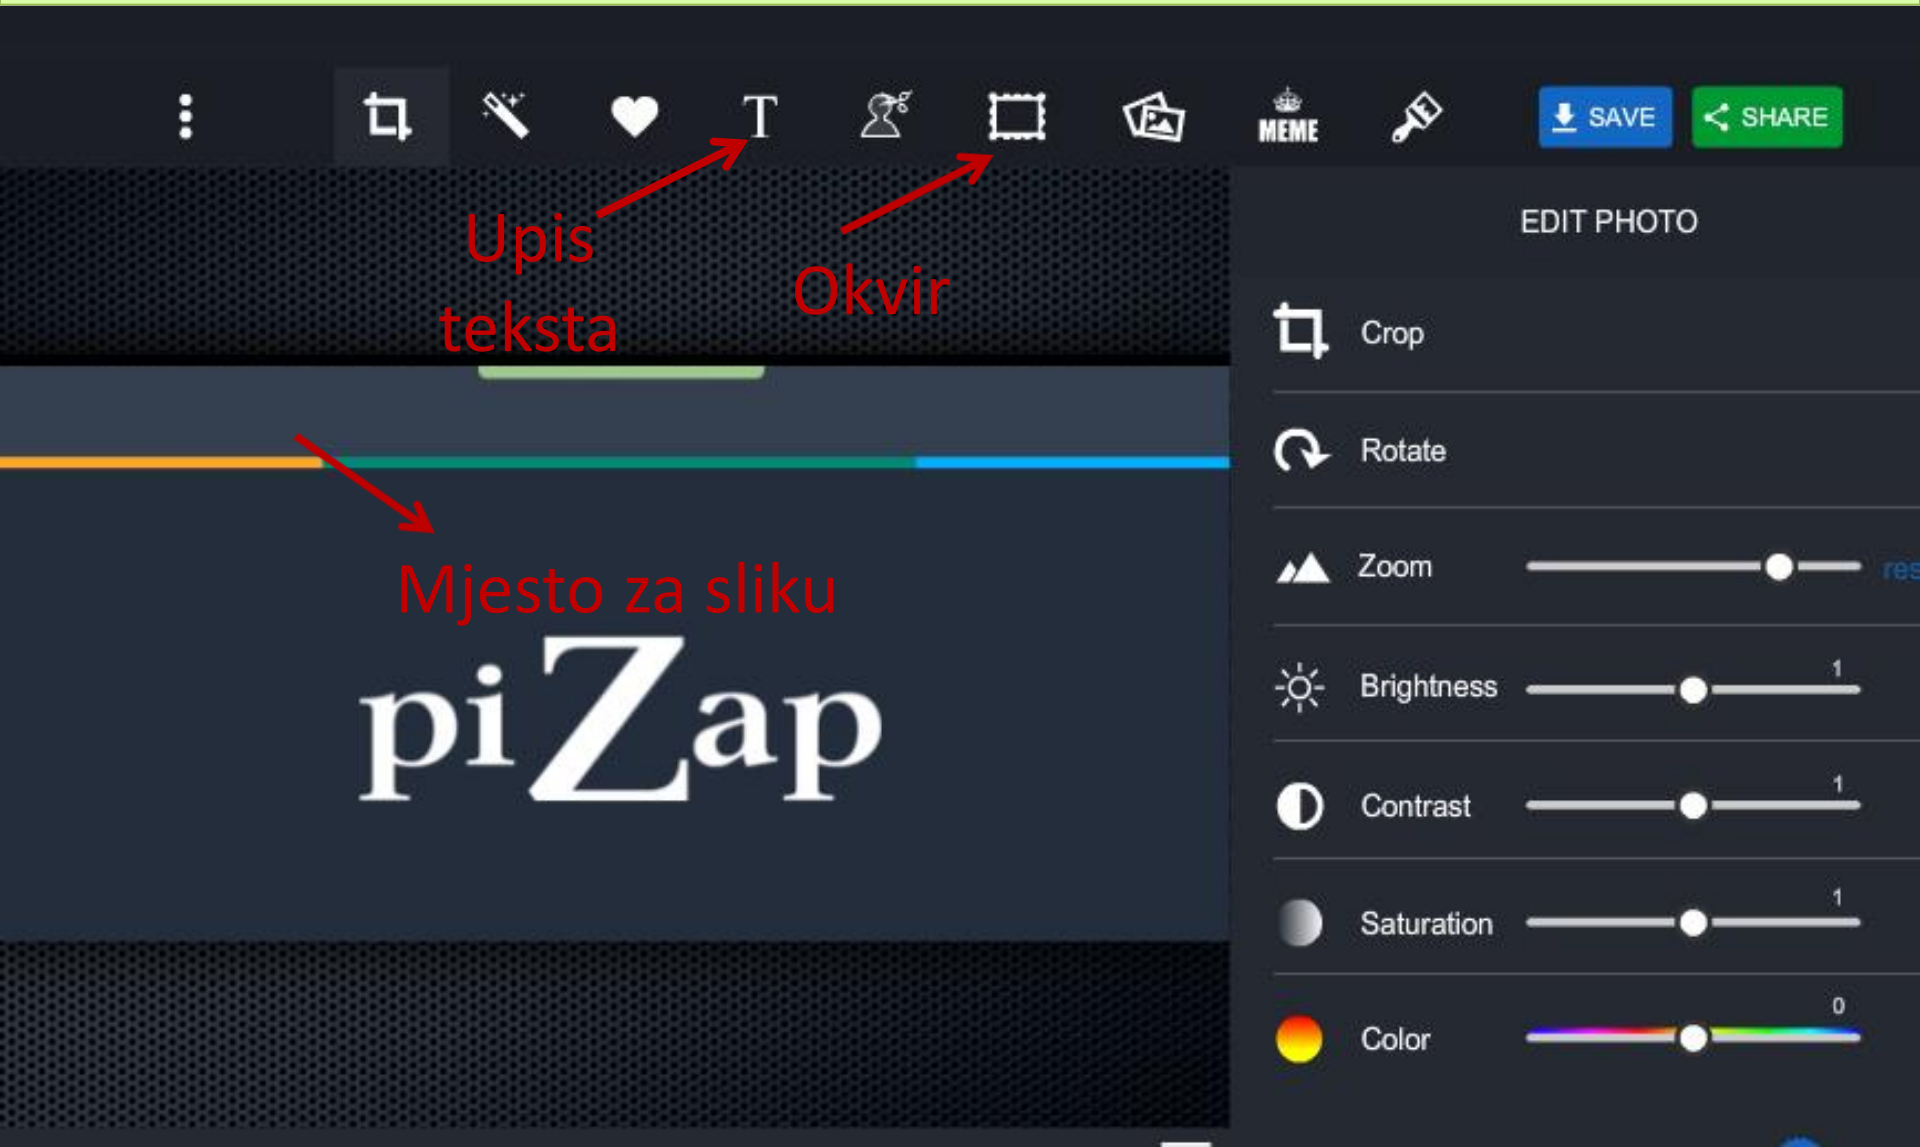 T
MEME
SAVE
SHARE
Upis
teksta
Okvir
Mjesto za sliku
piZap
EDIT PHOTO
Crop
Rotate
Zoom
res
Brightness
1
Contrast
1
Saturation
1
Color
0